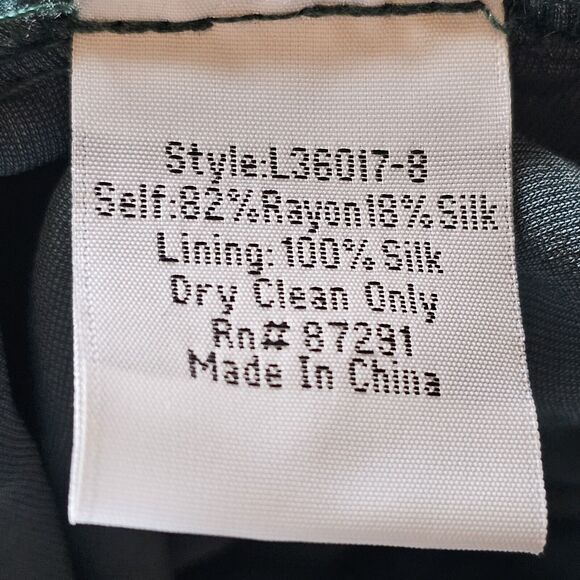 Style:L36017-8
Self:82%Rayon18%Silk
Lining:100% Silk
Dry Clean Only
Rn# 87291
Made In China